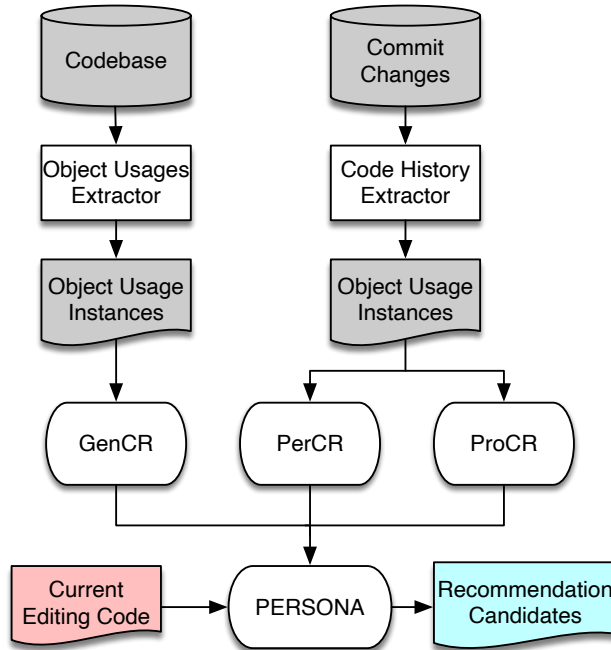 Codebase
Commit
Changes
Object Usages
Extractor
Code History
Extractor
Object Usage
Instances
Object Usage
Instances
GenCR
PerCR
ProCR
Current
Editing Code
PERSONA
Recommendation
Candidates